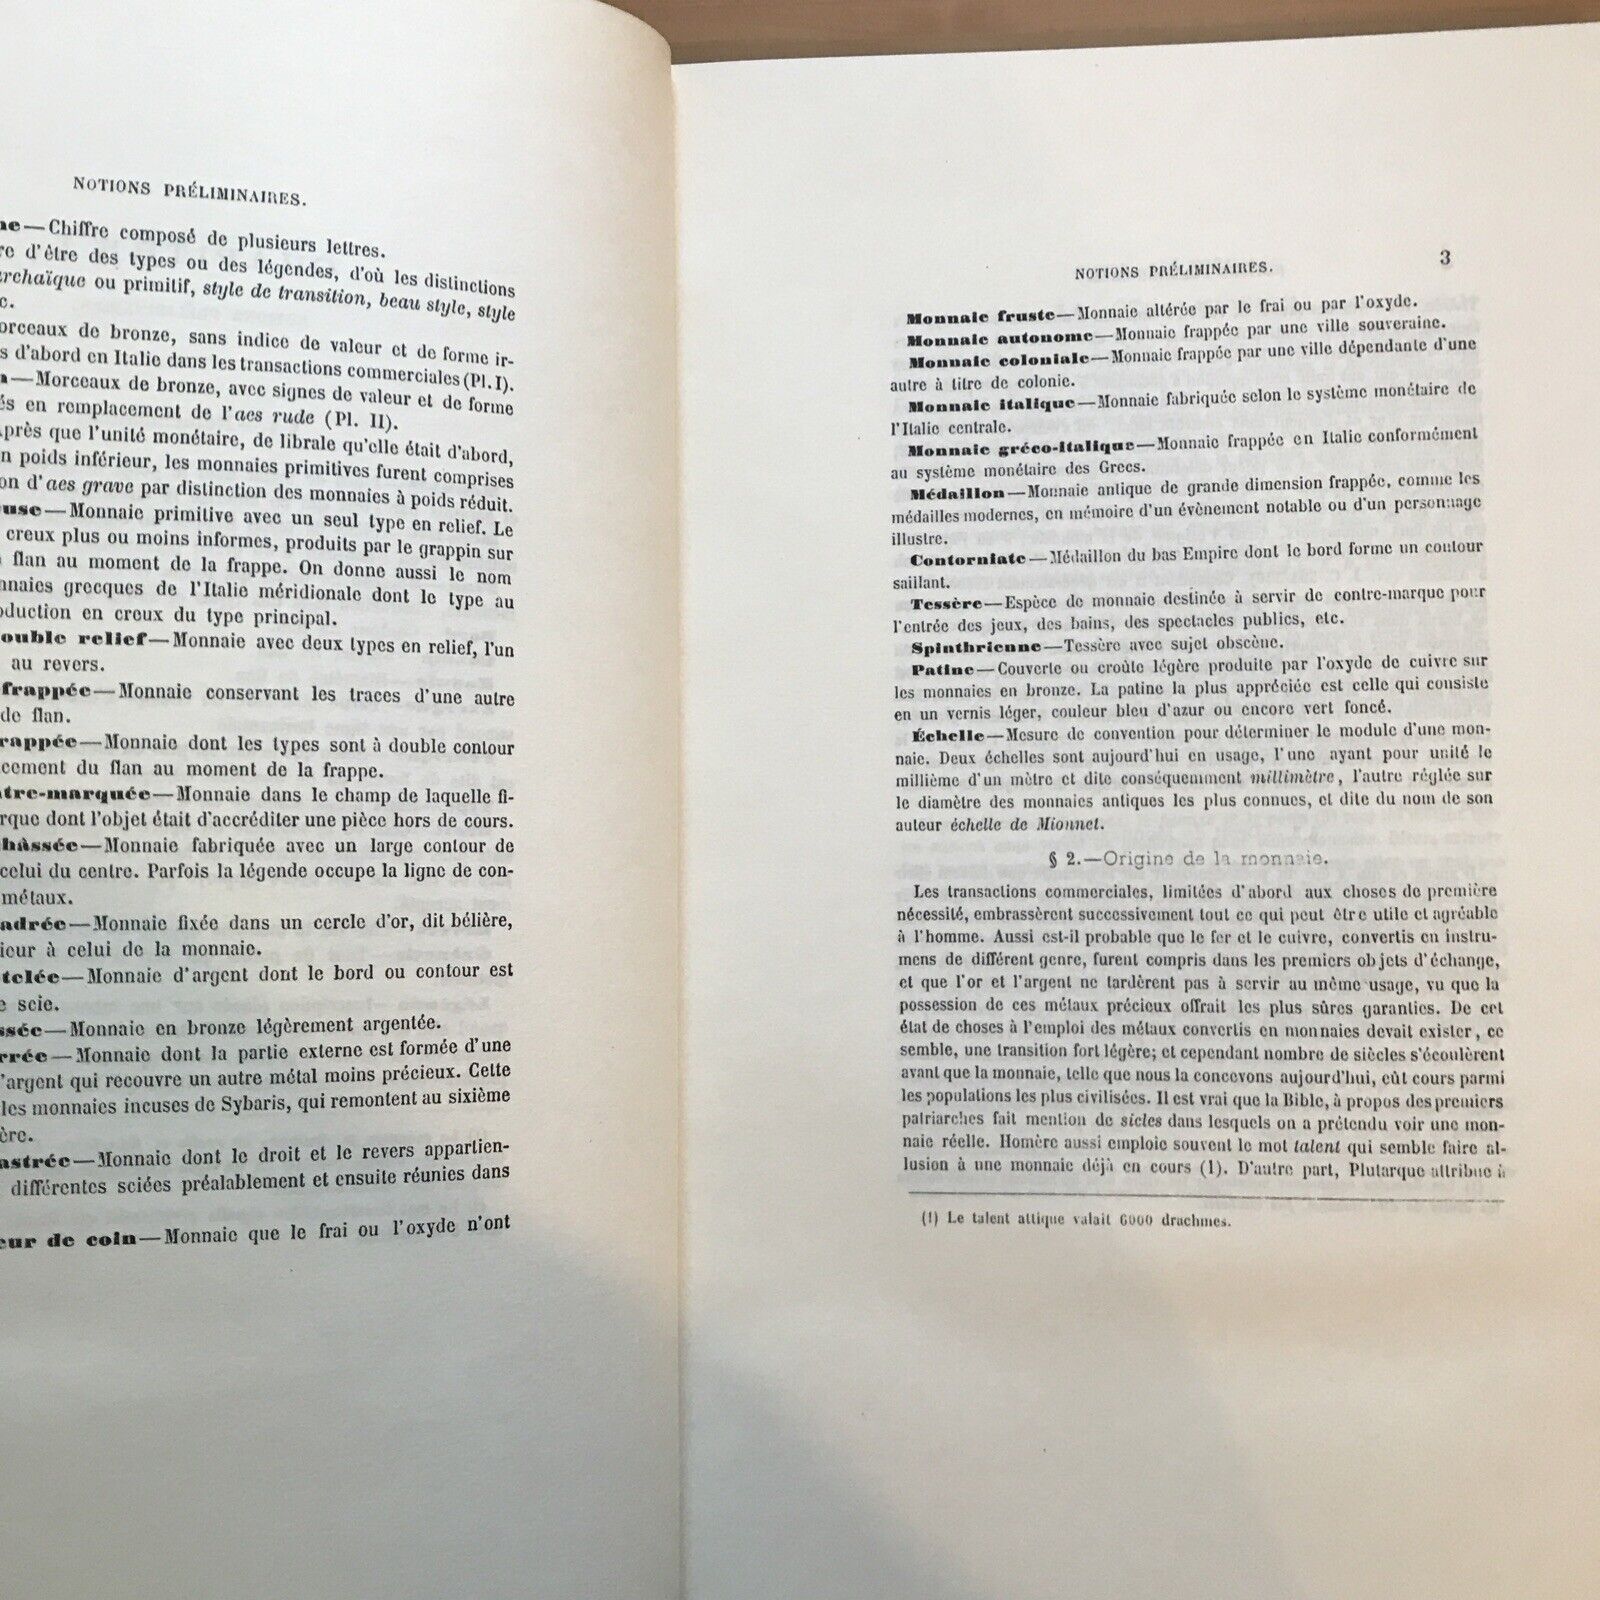 NOTIONS PRÉLIMINAIRES.
ne—Chiffre composé de plusieurs lettres.
re d'être des types ou des légendes, d'où les distinctions
archaïque ou primitif, style de transition, beau style, style
c.
orceaux de bronze, sans indice de valeur et de forme ir-
s d'abord en Italie dans les transactions commerciales (Pl. I).
—Morceaux de bronze, avec signes de valeur et de forme
és en remplacement de l'aes rude (Pl. II).
Après que l'unité monétaire, de librale qu'elle était d'abord,
n poids inférieur, les monnaies primitives furent comprises
on d'aes grave par distinction des monnaies à poids réduit.
use—Monnaie primitive avec un seul type en relief. Le
creux plus ou moins informes, produits par le grappin sur
flan au moment de la frappe. On donne aussi le nom
nnaies grecques de l'Italie méridionale dont le type au
oduction en creux du type principal.
ouble relief—Monnaie avec deux types en relief, l'un
au revers.
frappée—Monnaie conservant les traces d'une autre
de flan.
rappée—Monnaie dont les types sont à double contour
cement du flan au moment de la frappe.
tre-marquée—Monnaie dans le champ de laquelle fi-
rque dont l'objet était d'accréditer une pièce hors de cours.
hâssée—Monnaie fabriquée avec un large contour de
celui du centre. Parfois la légende occupe la ligne de con-
métaux.
adrée—Monnaie fixée dans un cercle d'or, dit bélière,
ieur à celui de la monnaie.
telée—Monnaie d'argent dont le bord ou contour est
e scie.
ssée—Monnaie en bronze légèrement argentée.
rrée—Monnaie dont la partie externe est formée d'une
'argent qui recouvre un autre métal moins précieux. Cette
les monnaies incuses de Sybaris, qui remontent au sixième
ère.
astrée—Monnaie dont le droit et le revers appartien-
différentes sciées préalablement et ensuite réunies dans
eur de coin—Monnaie que le frai ou l'oxyde n'ont
NOTIONS PRÉLIMINAIRES. 3
Monnaie fruste—Monnaie altérée par le frai ou par l'oxyde.
Monnaie autonome—Monnaie frappée par une ville souveraine.
Monnaie coloniale—Monnaie frappée par une ville dépendante d'une
autre à titre de colonie.
Monnaie italique—Monnaie fabriquée selon le système monétaire de
l'Italie centrale.
Monnaie gréco-italique—Monnaie frappée en Italie conformément
au système monétaire des Grecs.
Médaillon—Monnaie antique de grande dimension frappée, comme les
médailles modernes, en mémoire d'un évènement notable ou d'un personnage
illustre.
Contorniate—Médaillon du bas Empire dont le bord forme un contour
saillant.
Tessère—Espèce de monnaie destinée à servir de contre-marque pour
l'entrée des jeux, des bains, des spectacles publics, etc.
Spinthrienne—Tessère avec sujet obscène.
Patine—Couverte ou croûte légère produite par l'oxyde de cuivre sur
les monnaies en bronze. La patine la plus appréciée est celle qui consiste
en un vernis léger, couleur bleu d'azur ou encore vert foncé.
Échelle—Mesure de convention pour déterminer le module d'une mon-
naie. Deux échelles sont aujourd'hui en usage, l'une ayant pour unité le
millième d'un mètre et dite conséquemment millimètre, l'autre réglée sur
le diamètre des monnaies antiques les plus connues, et dite du nom de son
auteur échelle de Mionnet.
§ 2.—Origine de la monnaie.
Les transactions commerciales, limitées d'abord aux choses de première
nécessité, embrassèrent successivement tout ce qui peut être utile et agréable
à l'homme. Aussi est-il probable que le fer et le cuivre, convertis en instru-
mens de différent genre, furent compris dans les premiers objets d'échange,
et que l'or et l'argent ne tardèrent pas à servir au même usage, vu que la
possession de ces métaux précieux offrait les plus sûres garanties. De cet
état de choses à l'emploi des métaux convertis en monnaies devait exister, ce
semble, une transition fort légère; et cependant nombre de siècles s'écoulèrent
avant que la monnaie, telle que nous la concevons aujourd'hui, eût cours parmi
les populations les plus civilisées. Il est vrai que la Bible, à propos des premiers
patriarches fait mention de sicles dans lesquels on a prétendu voir une mon-
naie réelle. Homère aussi emploie souvent le mot talent qui semble faire al-
lusion à une monnaie déjà en cours (1). D'autre part, Plutarque attribue à
(1) Le talent attique valait 6000 drachmes.